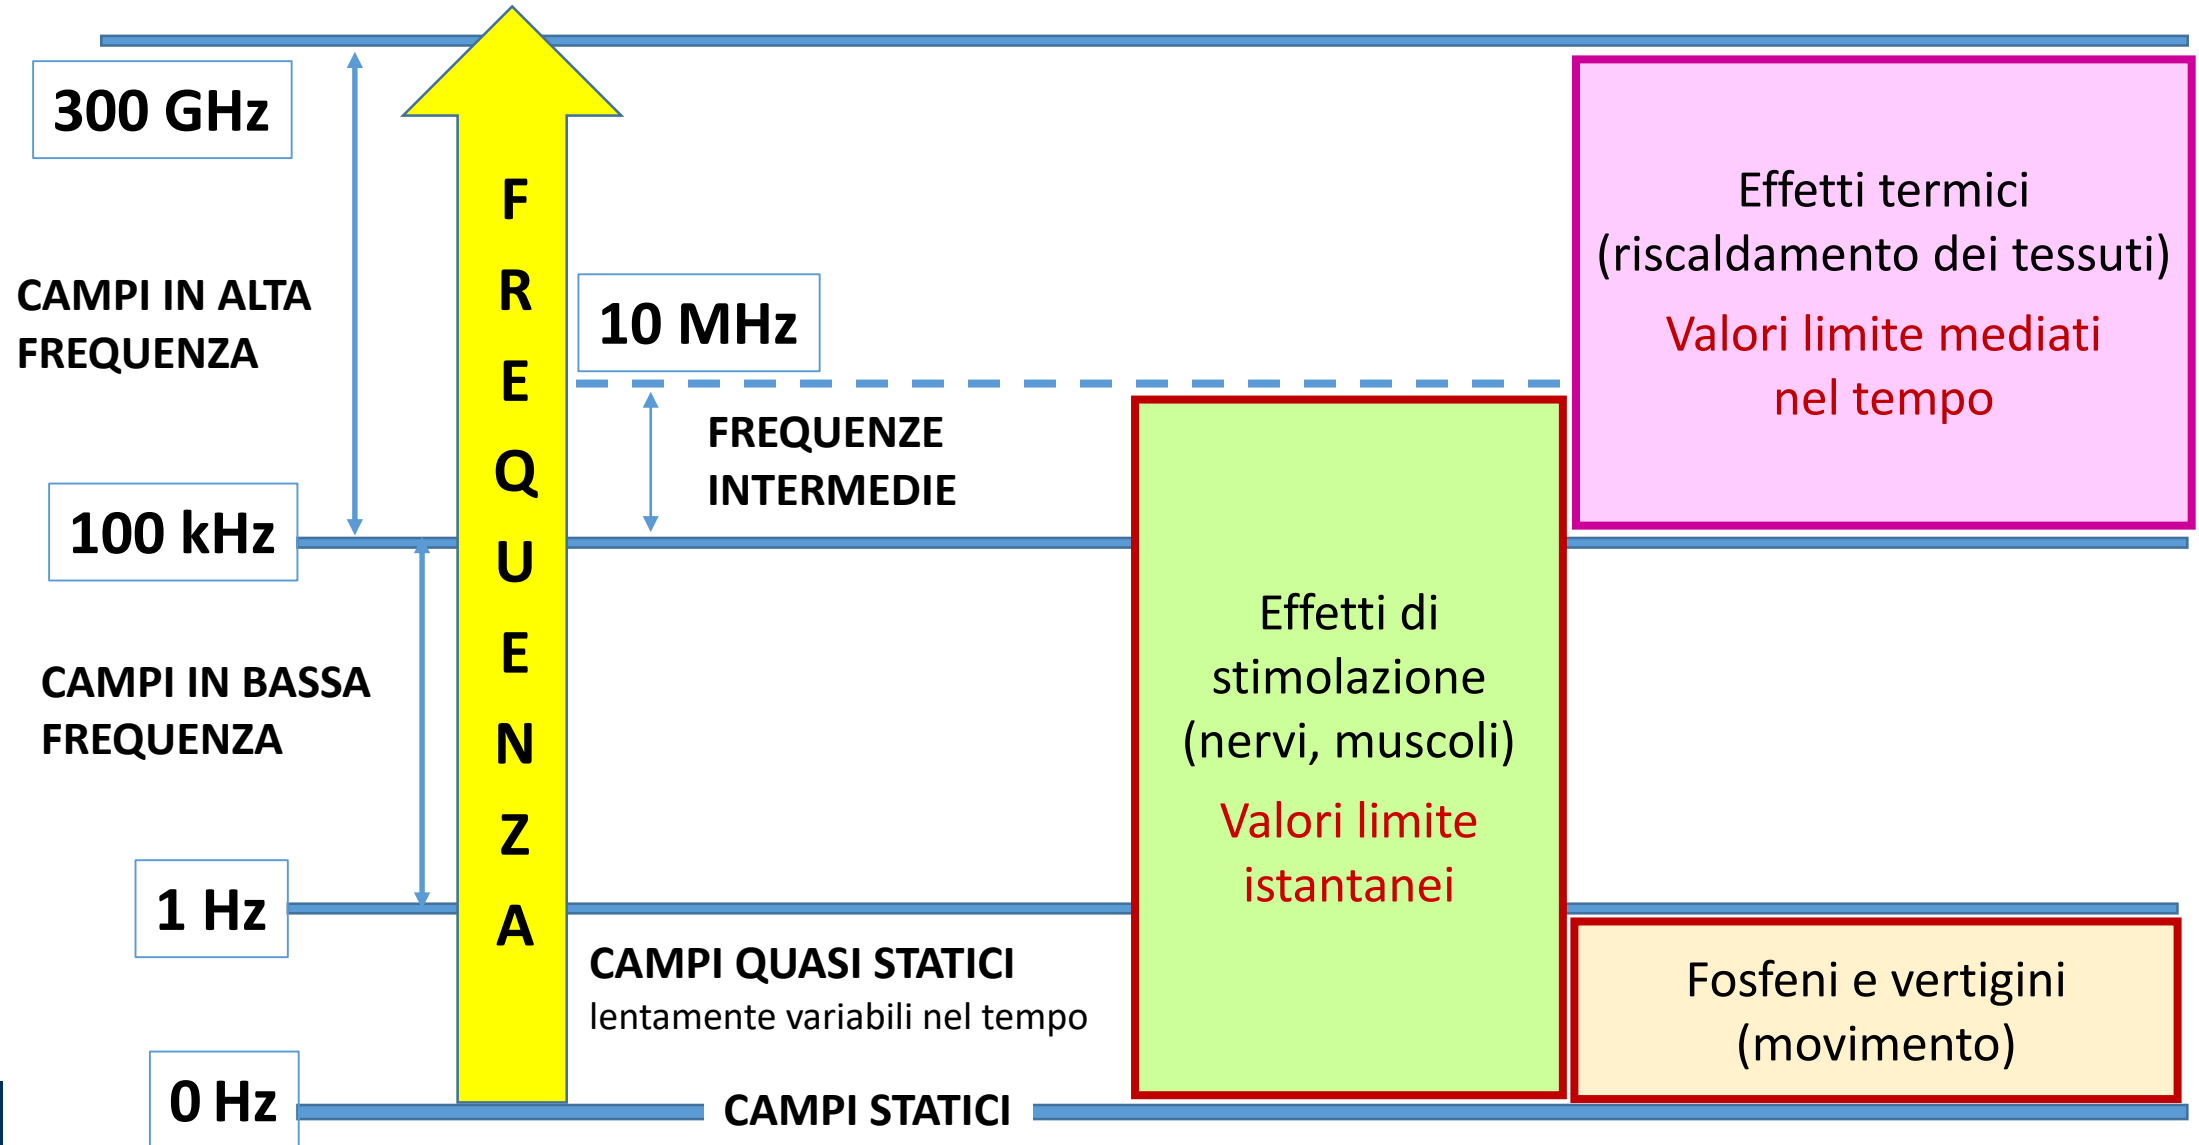 300 GHz
CAMPI IN ALTA
FREQUENZA
100 kHz
CAMPI IN BASSA
FREQUENZA
1 Hz
0 Hz
FREQUENZA
10 MHz
FREQUENZE
INTERMEDIE
CAMPI QUASI STATICI
lentamente variabili nel tempo
CAMPI STATICI
Effetti di
stimolazione
(nervi, muscoli)
Valori limite
istantanei
Effetti termici
(riscaldamento dei tessuti)
Valori limite mediati
nel tempo
Fosfeni e vertigini
(movimento)